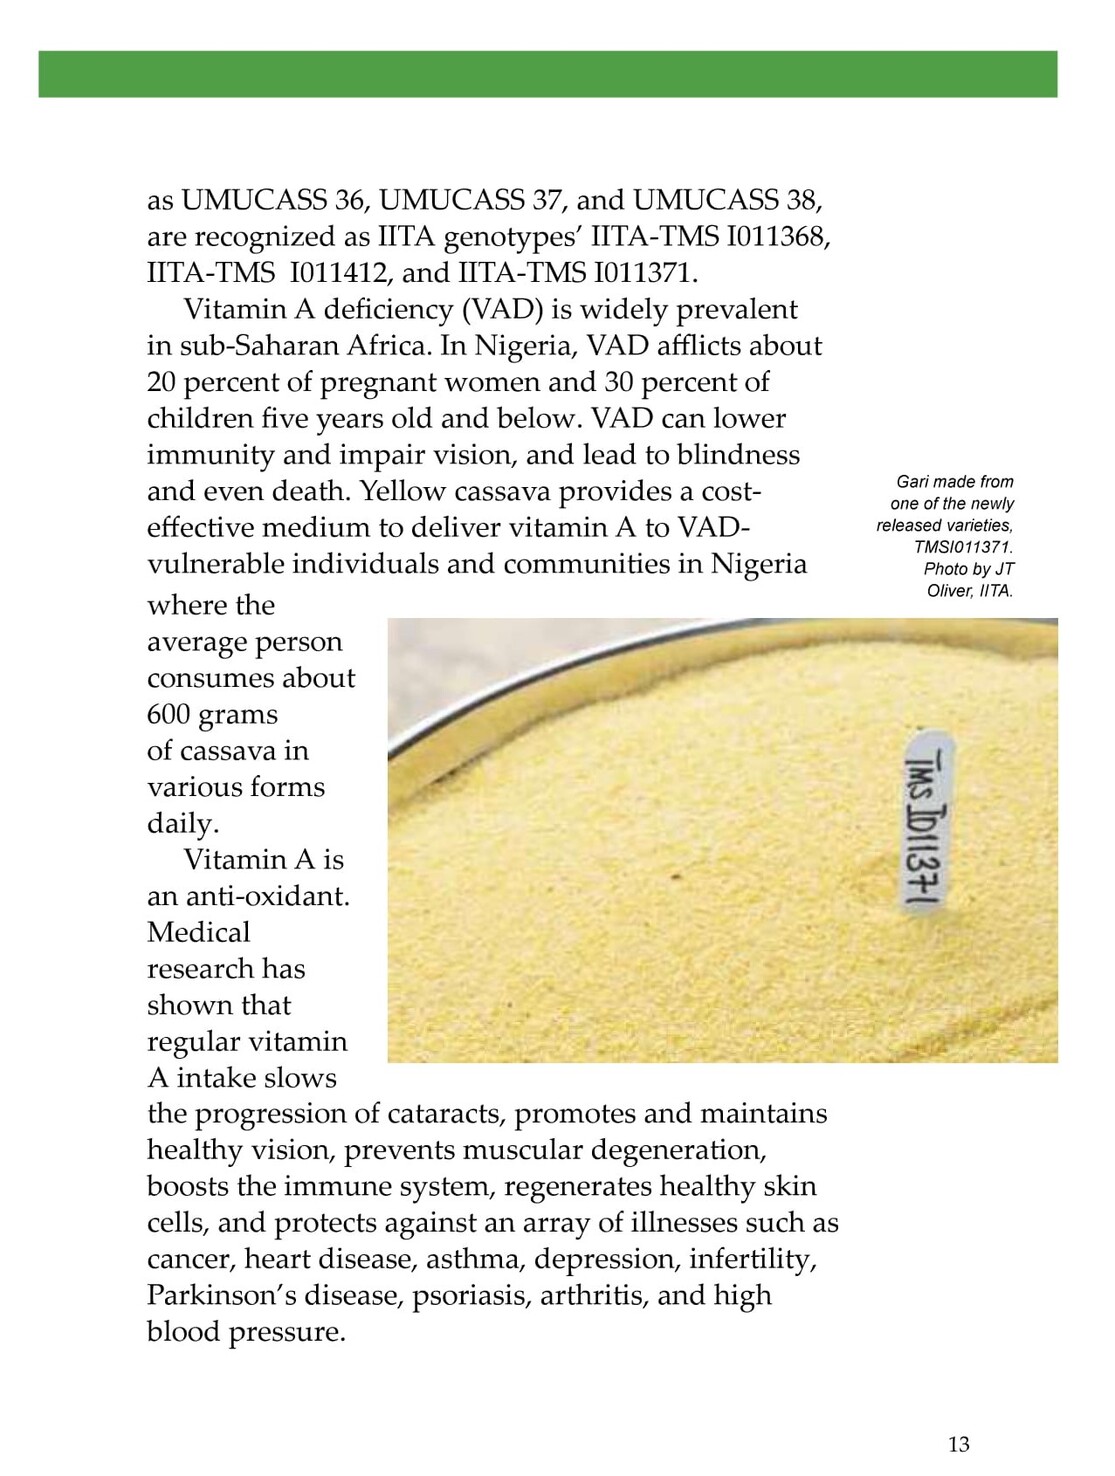 as UMUCASS 36, UMUCASS 37, and UMUCASS 38,
are recognized as IITA genotypes’ IITA-TMS I011368,
IITA-TMS  I011412, and IITA-TMS I011371.
Vitamin A deficiency (VAD) is widely prevalent
in sub-Saharan Africa. In Nigeria, VAD afflicts about
20 percent of pregnant women and 30 percent of
children five years old and below. VAD can lower
immunity and impair vision, and lead to blindness
and even death. Yellow cassava provides a cost-
effective medium to deliver vitamin A to VAD-
vulnerable individuals and communities in Nigeria
where the
average person
consumes about
600 grams
of cassava in
various forms
daily.
Vitamin A is
an anti-oxidant.
Medical
research has
shown that
regular vitamin
A intake slows
the progression of cataracts, promotes and maintains
healthy vision, prevents muscular degeneration,
boosts the immune system, regenerates healthy skin
cells, and protects against an array of illnesses such as
cancer, heart disease, asthma, depression, infertility,
Parkinson’s disease, psoriasis, arthritis, and high
blood pressure.
Gari made from
one of the newly
released varieties,
TMSI011371.
Photo by JT
Oliver, IITA.
TMS I011371
13